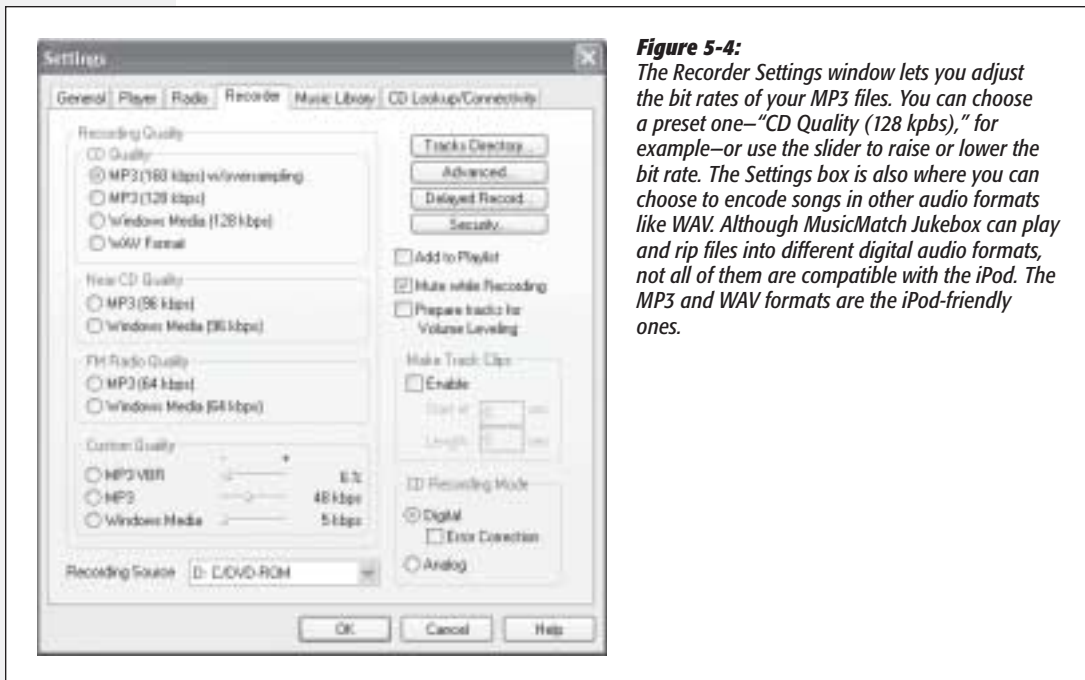 Settings
General Player Radio Recorder Music Library CD Lookup/Connectivity
Recording Quality
CD Quality
MP3 (160 kbps) w/oversampling
MP3 (128 kbps)
Windows Media (128 kbps)
WAV Format
Near CD Quality
MP3 (96 kbps)
Windows Media (96 kbps)
FM Radio Quality
MP3 (64 kbps)
Windows Media (64 kbps)
Custom Quality
- +
MP3 VBR
MP3 48 kbps
Windows Media 5 kbps
Recording Source
Tracks Directory...
Advanced...
Delayed Record...
Security...
Add to Playlist
Mute while Recording
Prepare tracks for
Volume Leveling
Make Track Clips
Enable
Start at sec
Length sec
CD Recording Mode
Digital
Error Correction
Analog
OK Cancel Help
Figure 5-4:
The Recorder Settings window lets you adjust
the bit rates of your MP3 files. You can choose
a preset one—“CD Quality (128 kpbs),” for
example—or use the slider to raise or lower the
bit rate. The Settings box is also where you can
choose to encode songs in other audio formats
like WAV. Although MusicMatch Jukebox can play
and rip files into different digital audio formats,
not all of them are compatible with the iPod. The
MP3 and WAV formats are the iPod-friendly
ones.